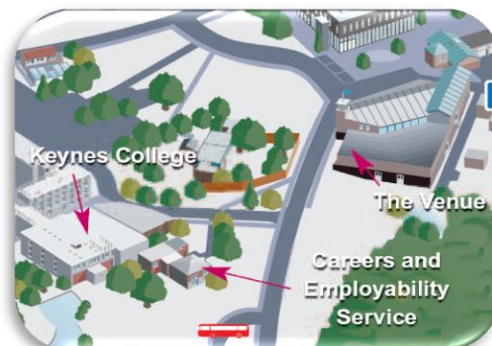 Keynes College
The Venue
Careers and
Employability
Service